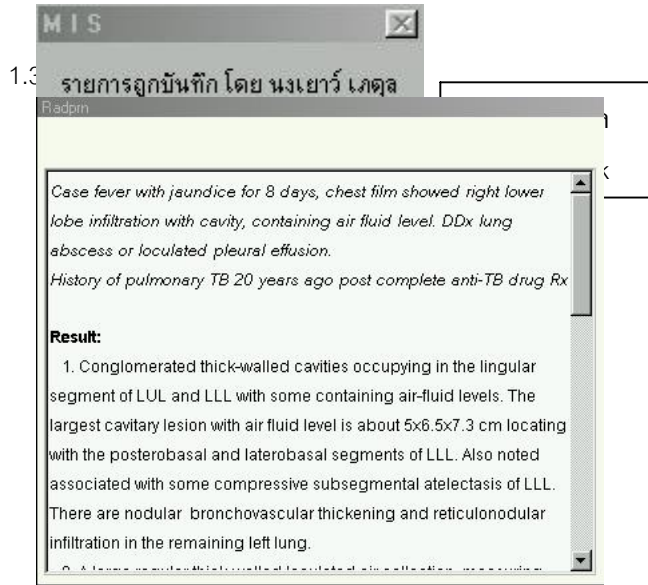 M I S
1.3
รายการถูกบันทึก โดย นงเยาว์ เภตุล
Radprn
k
Case fever with jaundice for 8 days, chest film showed right lower
lobe infiltration with cavity, containing air fluid level. DDx lung
abscess or loculated pleural effusion.
History of pulmonary TB 20 years ago post complete anti-TB drug Rx
Result:
1. Conglomerated thick-walled cavities occupying in the lingular
segment of LUL and LLL with some containing air-fluid levels. The
largest cavitary lesion with air fluid level is about 5x6.5x7.3 cm locating
with the posterobasal and laterobasal segments of LLL. Also noted
associated with some compressive subsegmental atelectasis of LLL.
There are nodular bronchovascular thickening and reticulonodular
infiltration in the remaining left lung.